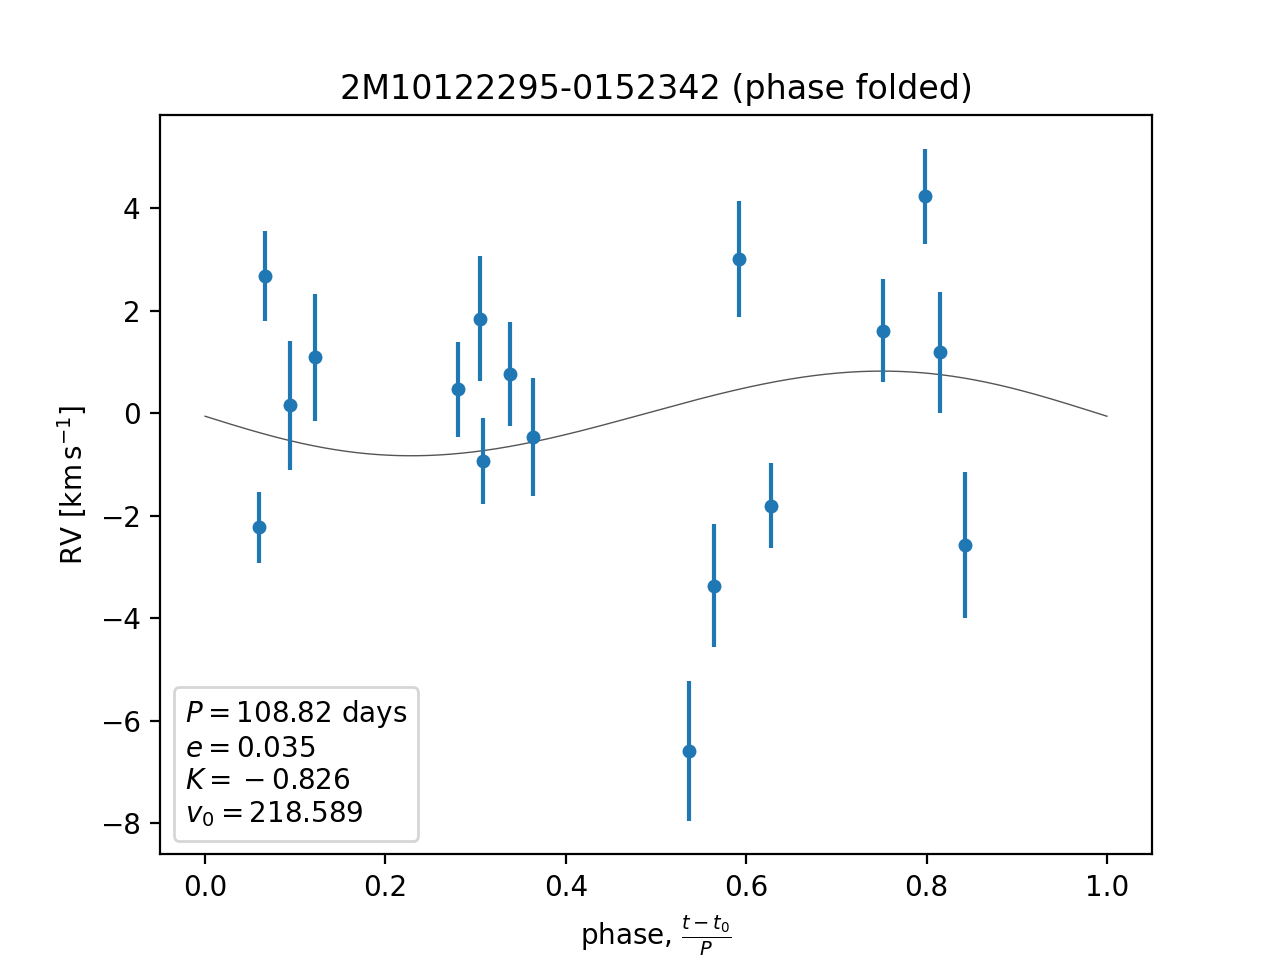 2M10122295-0152342 (phase folded)
RV [km s⁻¹]
4
2
0
−2
−4
−6
−8
P = 108.82 days
e = 0.035
K = −0.826
v₀ = 218.589
0.0 0.2 0.4 0.6 0.8 1.0
phase, (t − t₀)/P